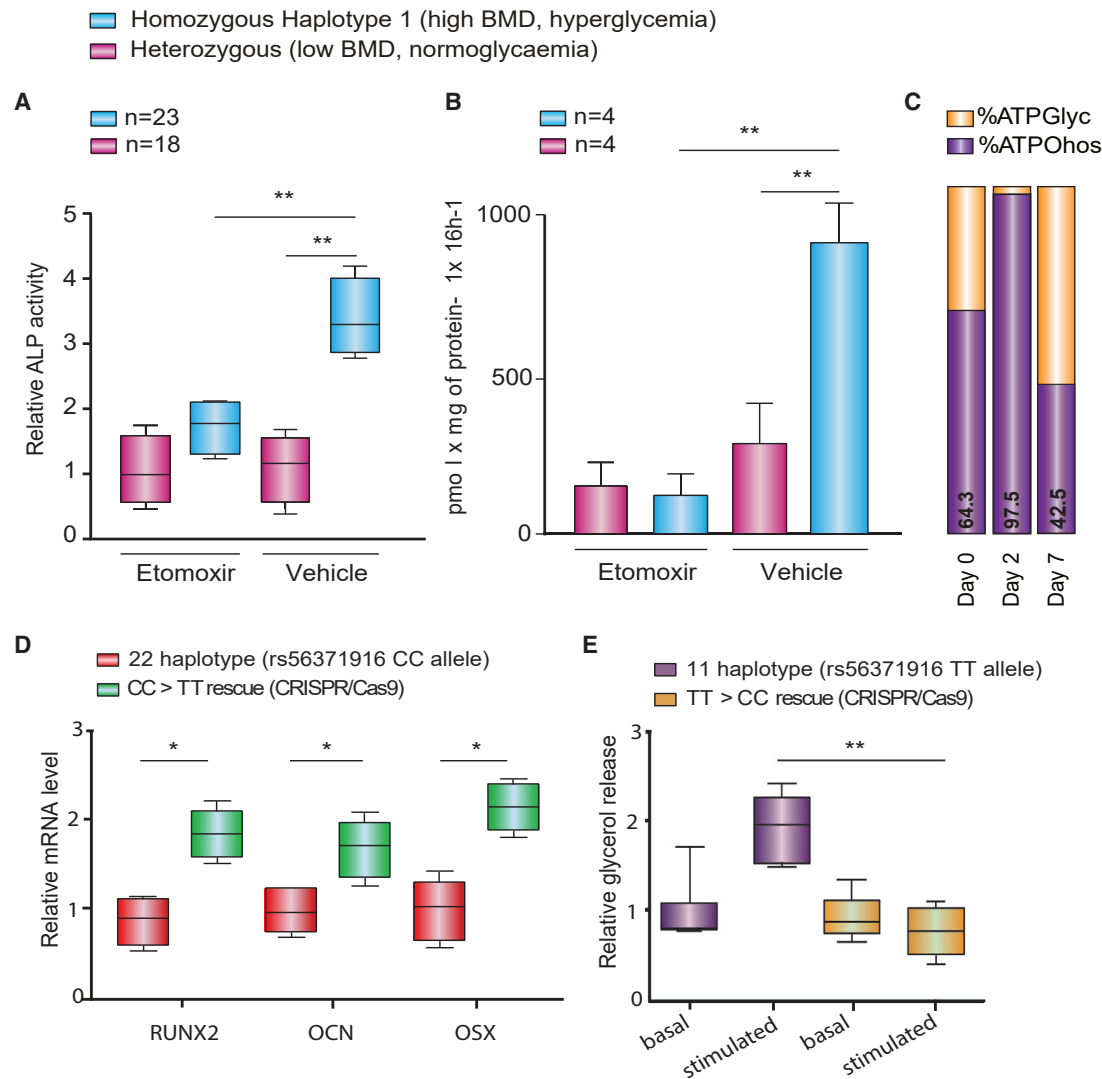 Homozygous Haplotype 1 (high BMD, hyperglycemia)
Heterozygous (low BMD, normoglycaemia)
A
n=23
n=18
**
**
Relative ALP activity
5
4
3
2
1
0
Etomoxir
Vehicle
B
n=4
n=4
**
**
pmo l x mg of protein- 1x 16h-1
1000
500
0
Etomoxir
Vehicle
C
%ATPGlyc
%ATPOhos
64.3
97.5
42.5
Day 0
Day 2
Day 7
D
22 haplotype (rs56371916 CC allele)
CC > TT rescue (CRISPR/Cas9)
*
*
*
Relative mRNA level
3
2
1
0
RUNX2
OCN
OSX
E
11 haplotype (rs56371916 TT allele)
TT > CC rescue (CRISPR/Cas9)
**
Relative glycerol release
3
2
1
0
basal
stimulated
basal
stimulated